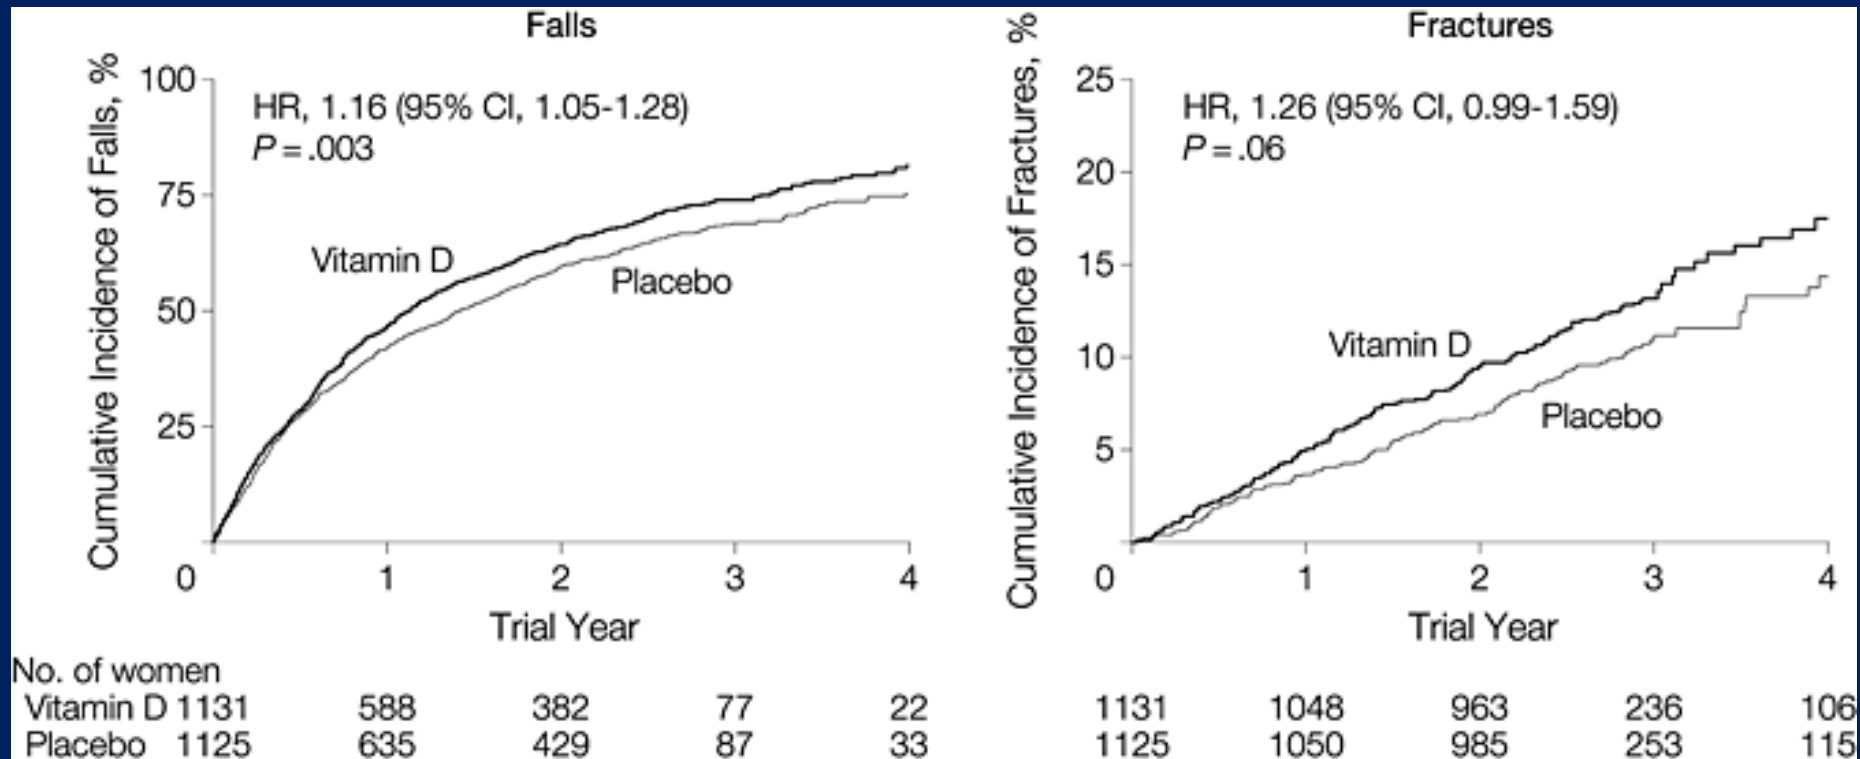 Falls
Cumulative Incidence of Falls, %
100
75
50
25
0
HR, 1.16 (95% CI, 1.05-1.28)
P = .003
Vitamin D
Placebo
1 2 3 4
Trial Year
Fractures
Cumulative Incidence of Fractures, %
25
20
15
10
5
0
HR, 1.26 (95% CI, 0.99-1.59)
P = .06
Vitamin D
Placebo
1 2 3 4
Trial Year
No. of women
Vitamin D 1131 588 382 77 22 1131 1048 963 236 106
Placebo 1125 635 429 87 33 1125 1050 985 253 115